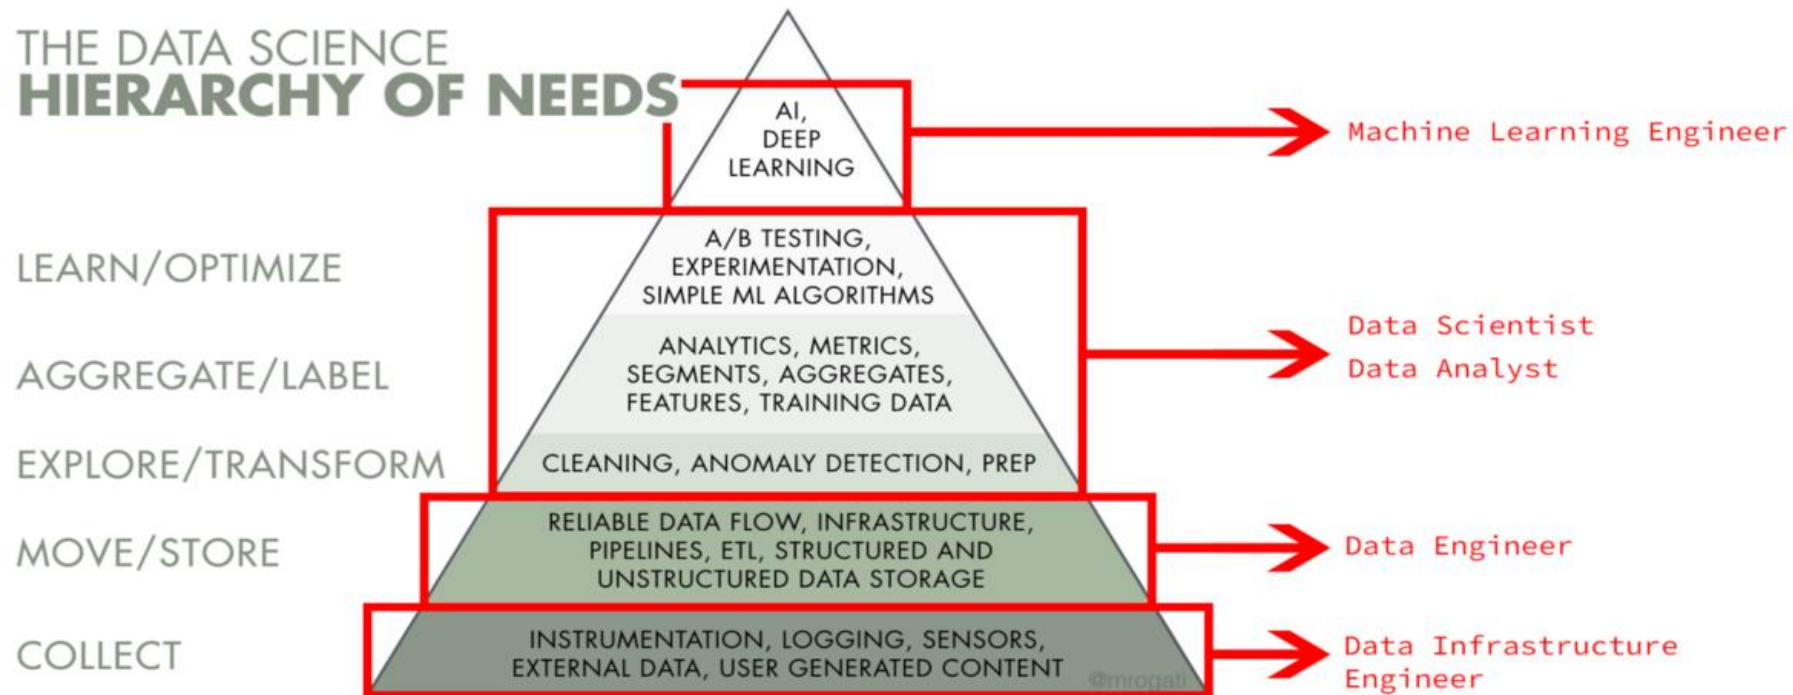 THE DATA SCIENCE
HIERARCHY OF NEEDS
AI,
DEEP
LEARNING
Machine Learning Engineer
LEARN/OPTIMIZE
A/B TESTING,
EXPERIMENTATION,
SIMPLE ML ALGORITHMS
AGGREGATE/LABEL
ANALYTICS, METRICS,
SEGMENTS, AGGREGATES,
FEATURES, TRAINING DATA
Data Scientist
Data Analyst
EXPLORE/TRANSFORM
CLEANING, ANOMALY DETECTION, PREP
MOVE/STORE
RELIABLE DATA FLOW, INFRASTRUCTURE,
PIPELINES, ETL, STRUCTURED AND
UNSTRUCTURED DATA STORAGE
Data Engineer
COLLECT
INSTRUMENTATION, LOGGING, SENSORS,
EXTERNAL DATA, USER GENERATED CONTENT
@mrogati
Data Infrastructure
Engineer